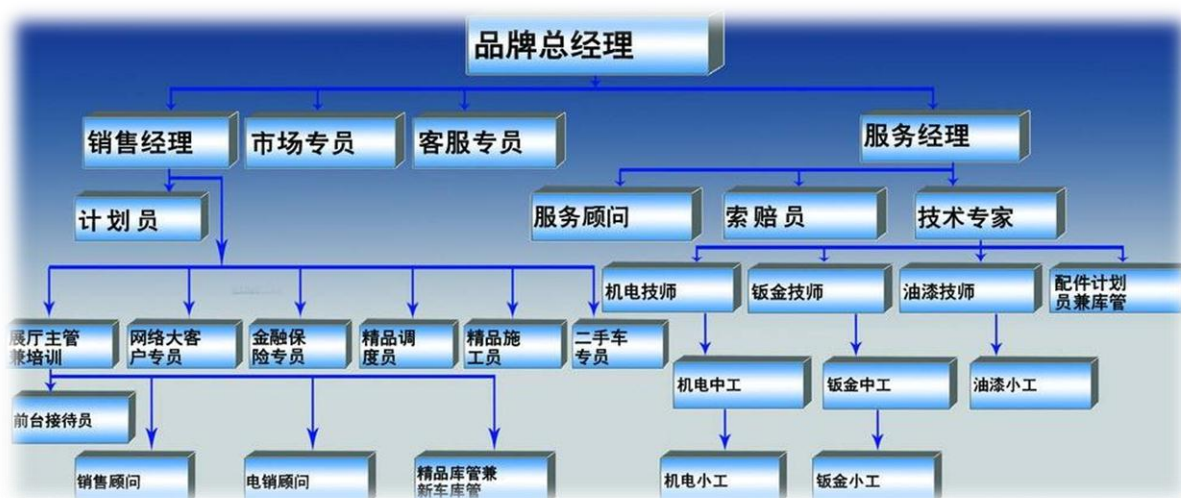 品牌总经理
销售经理
市场专员
客服专员
服务经理
计划员
服务顾问
索赔员
技术专家
机电技师
钣金技师
油漆技师
配件计划
员兼库管
展厅主管
兼培训
网络大客
户专员
金融保
险专员
精品调
度员
精品施
工员
二手车
专员
机电中工
钣金中工
油漆小工
前台接待员
销售顾问
电销顾问
精品库管兼
新车库管
机电小工
钣金小工